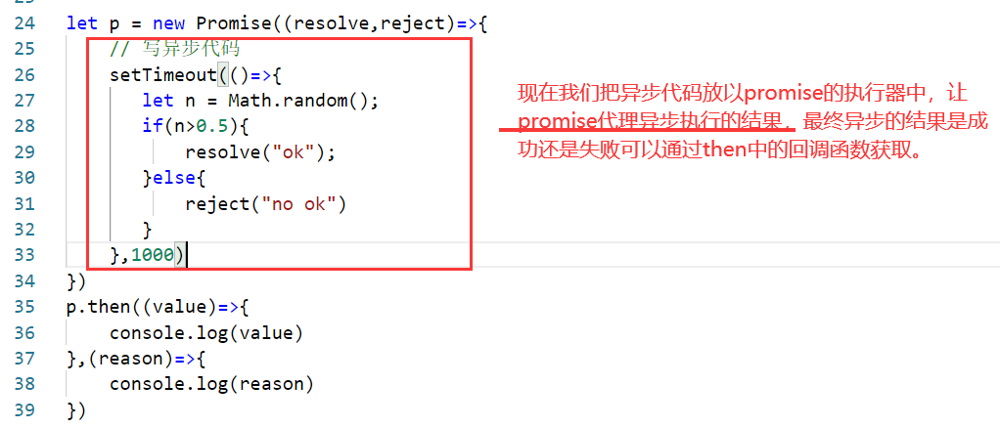 24 let p = new Promise((resolve,reject)=>{
25 // 写异步代码
26 setTimeout(()=>{
27 let n = Math.random();
28 if(n>0.5){
29 resolve("ok");
30 }else{
31 reject("no ok")
32 }
33 },1000)
34 })
35 p.then((value)=>{
36 console.log(value)
37 },(reason)=>{
38 console.log(reason)
39 })
现在我们把异步代码放以promise的执行器中，让
promise代理异步执行的结果，最终异步的结果是成
功还是失败可以通过then中的回调函数获取。